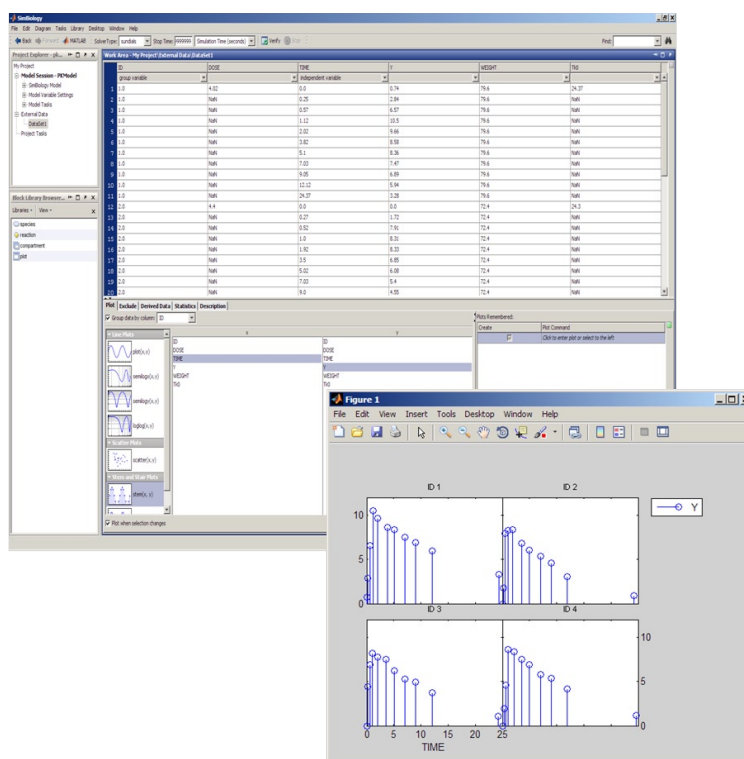 SimBiology
File Edit Diagram Tasks Library Desktop Window Help
Back Forward MATLAB SolverType: sundials Stop Time: 9999999 Simulation Time (seconds) Verify Find:
Project Explorer - pk... Work Area - My Project\External Data\DataSet1
My Project
Model Session - PKModel
SimBiology Model
Model Variable Settings
Model Tasks
External Data
DataSet1
Project Tasks
Block Library Browser...
Libraries View
species
reaction
compartment
plot
ID DOSE TIME Y WEIGHT TK0
group variable independent variable
1 1.0 4.02 0.0 0.74 79.6 24.37
2 1.0 NaN 0.25 2.84 79.6 NaN
3 1.0 NaN 0.57 6.57 79.6 NaN
4 1.0 NaN 1.12 10.5 79.6 NaN
5 1.0 NaN 2.02 9.66 79.6 NaN
6 1.0 NaN 3.82 8.58 79.6 NaN
7 1.0 NaN 5.1 8.36 79.6 NaN
8 1.0 NaN 7.03 7.47 79.6 NaN
9 1.0 NaN 9.05 6.89 79.6 NaN
10 1.0 NaN 12.12 5.94 79.6 NaN
11 1.0 NaN 24.37 3.28 79.6 NaN
12 2.0 4.4 0.0 0.0 72.4 24.3
13 2.0 NaN 0.27 1.72 72.4 NaN
14 2.0 NaN 0.52 7.91 72.4 NaN
15 2.0 NaN 1.0 8.31 72.4 NaN
16 2.0 NaN 1.92 8.33 72.4 NaN
17 2.0 NaN 3.5 6.85 72.4 NaN
18 2.0 NaN 5.02 6.08 72.4 NaN
19 2.0 NaN 7.03 5.4 72.4 NaN
20 2.0 NaN 9.0 4.55 72.4 NaN
Plot Exclude Derived Data Statistics Description
Group data by column: ID
Line Plots
plot(x,y)
semilogx(x,y)
semilogy(x,y)
loglog(x,y)
Scatter Plots
scatter(x,y)
Stem and Stair Plots
stem(x, y)
Plot when selection changes
X Y
ID ID
DOSE DOSE
TIME TIME
Y Y
WEIGHT WEIGHT
TK0 TK0
Plots Remembered:
Create Plot Command
Click to enter plot or select to the left
Figure 1
File Edit View Insert Tools Desktop Window Help
ID 1 ID 2
Y
10
5
0
ID 3 ID 4
10
5
0
0 5 10 15 20 25
TIME